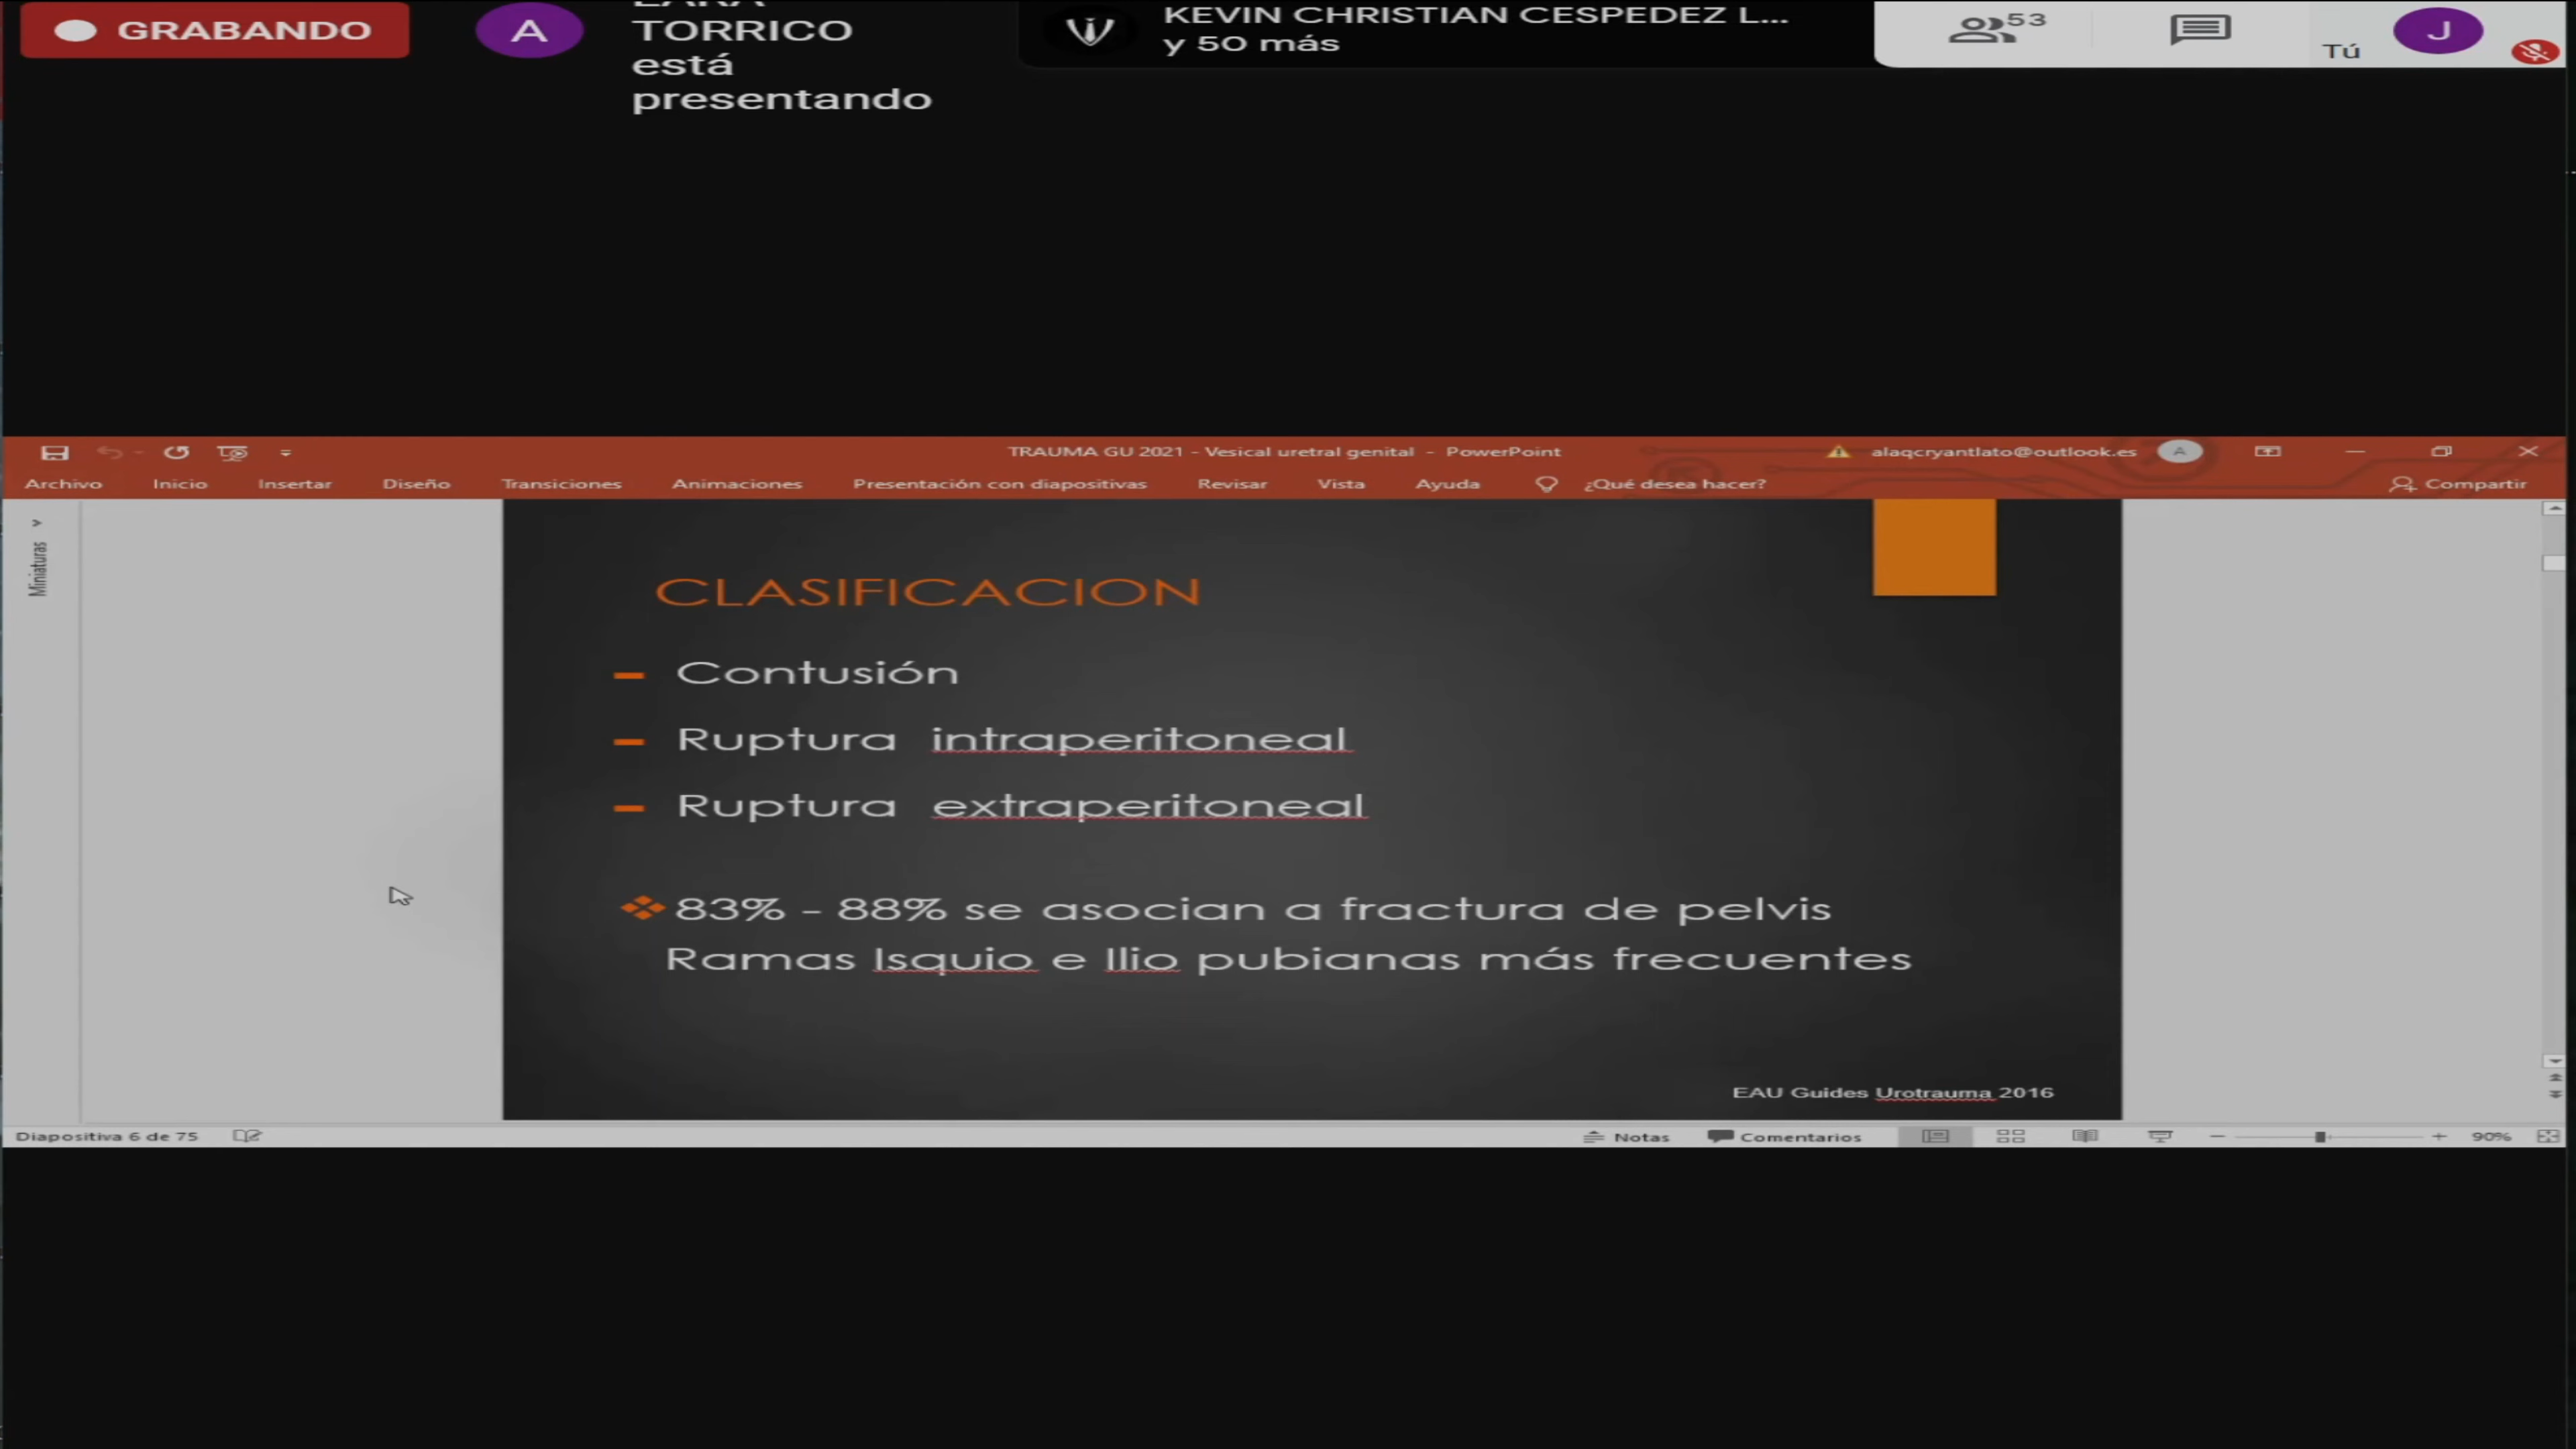 GRABANDO
A
TORRICO
está
presentando
KEVIN CHRISTIAN CESPEDEZ L...
y 50 más
53
Tú
J
TRAUMA GU 2021 - Vesical uretral genital - PowerPoint
alaqcryantlato@outlook.es
A
Archivo Inicio Insertar Diseño Transiciones Animaciones Presentación con diapositivas Revisar Vista Ayuda ¿Qué desea hacer? Compartir
Miniaturas
CLASIFICACION
Contusión
Ruptura intraperitoneal
Ruptura extraperitoneal
83% - 88% se asocian a fractura de pelvis
Ramas Isquio e Ilio pubianas más frecuentes
EAU Guides Urotrauma 2016
Diapositiva 6 de 75
Notas Comentarios 90%